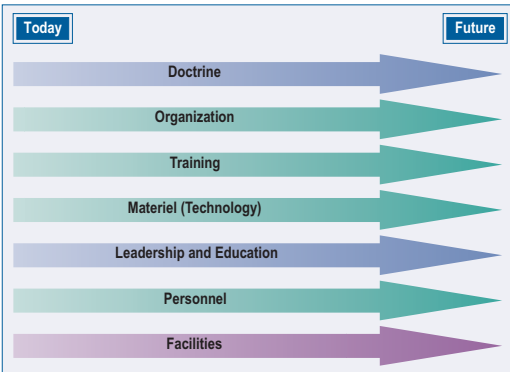 Today
Future
Doctrine
Organization
Training
Materiel (Technology)
Leadership and Education
Personnel
Facilities